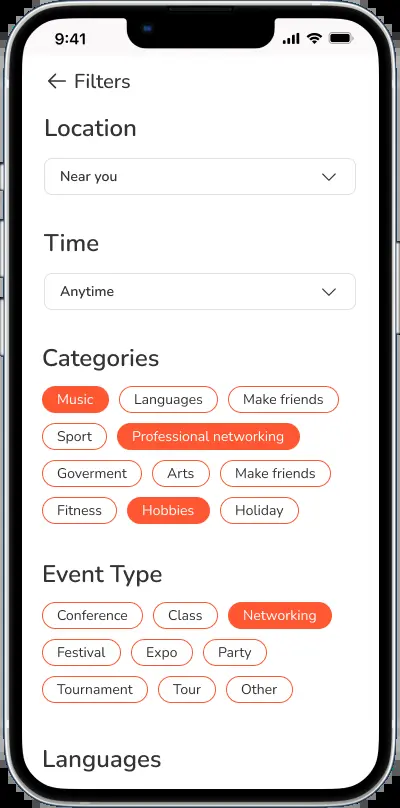 9:41
Filters
Location
Near you
Time
Anytime
Categories
Music Languages Make friends
Sport Professional networking
Goverment Arts Make friends
Fitness Hobbies Holiday
Event Type
Conference Class Networking
Festival Expo Party
Tournament Tour Other
Languages